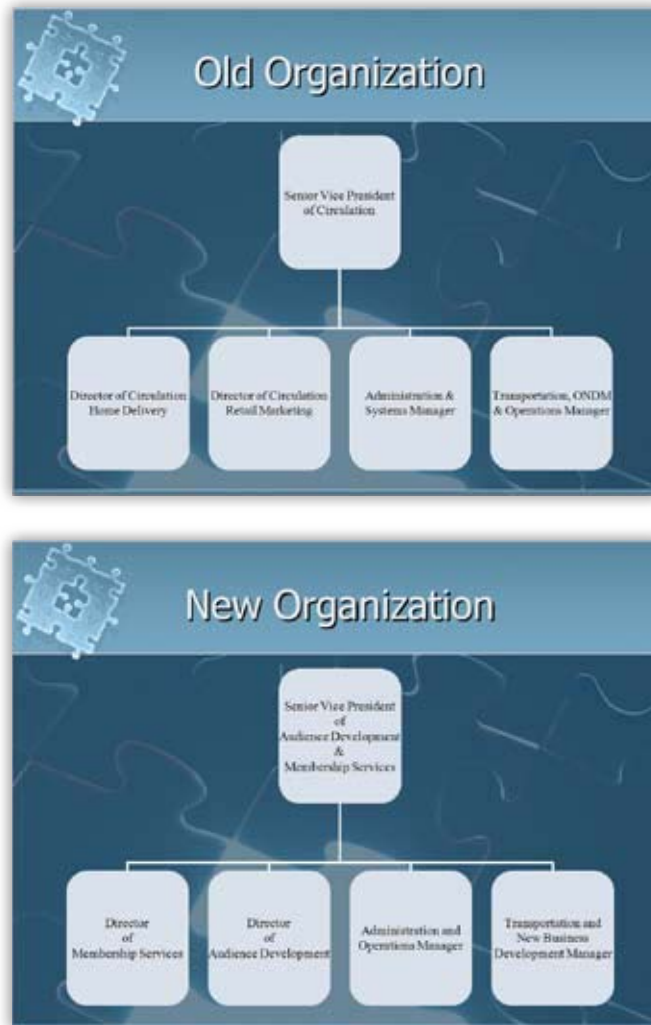 Old Organization
Senior Vice President
of Circulation
Director of Circulation
Home Delivery
Director of Circulation
Retail Marketing
Administration &
Systems Manager
Transportation, ONDM
& Operations Manager
New Organization
Senior Vice President
of
Audience Development
&
Membership Services
Director
of
Membership Services
Director
of
Audience Development
Administration and
Operations Manager
Transportation and
New Business
Development Manager